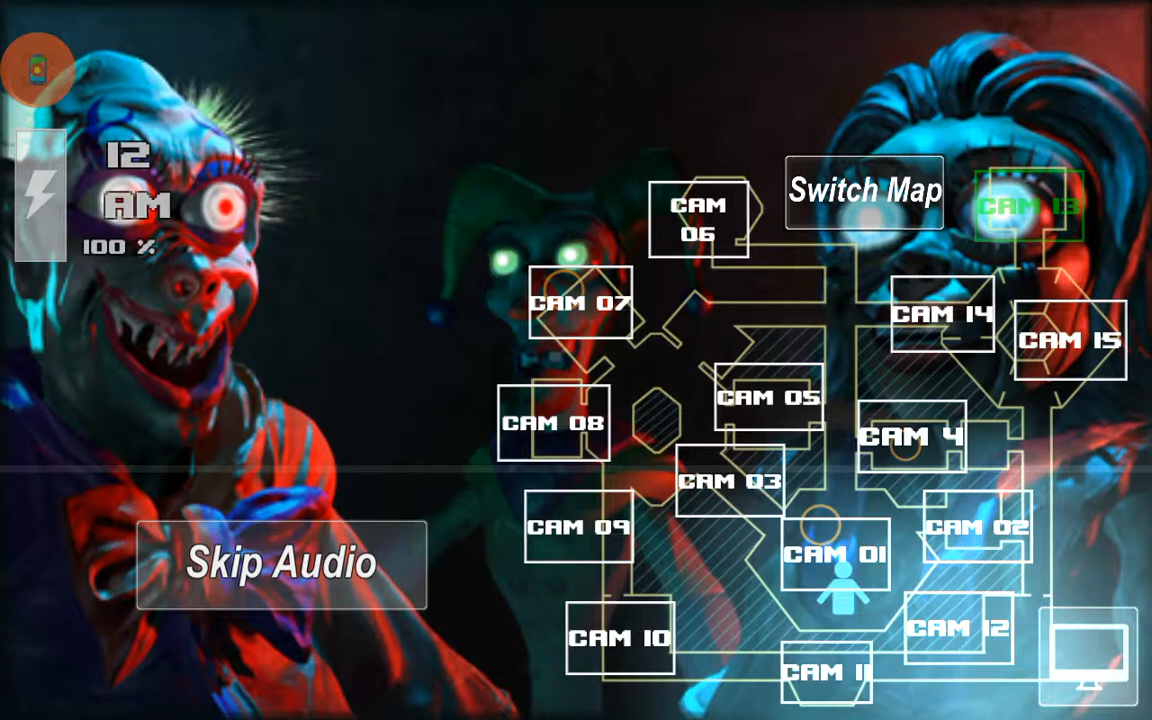 12
AM
100 %
CAM
06
Switch Map
CAM 13
CAM 07
CAM 14
CAM 15
CAM 05
CAM 08
CAM 4
CAM 03
CAM 09
CAM 01
CAM 02
Skip Audio
CAM 10
CAM 12
CAM 11